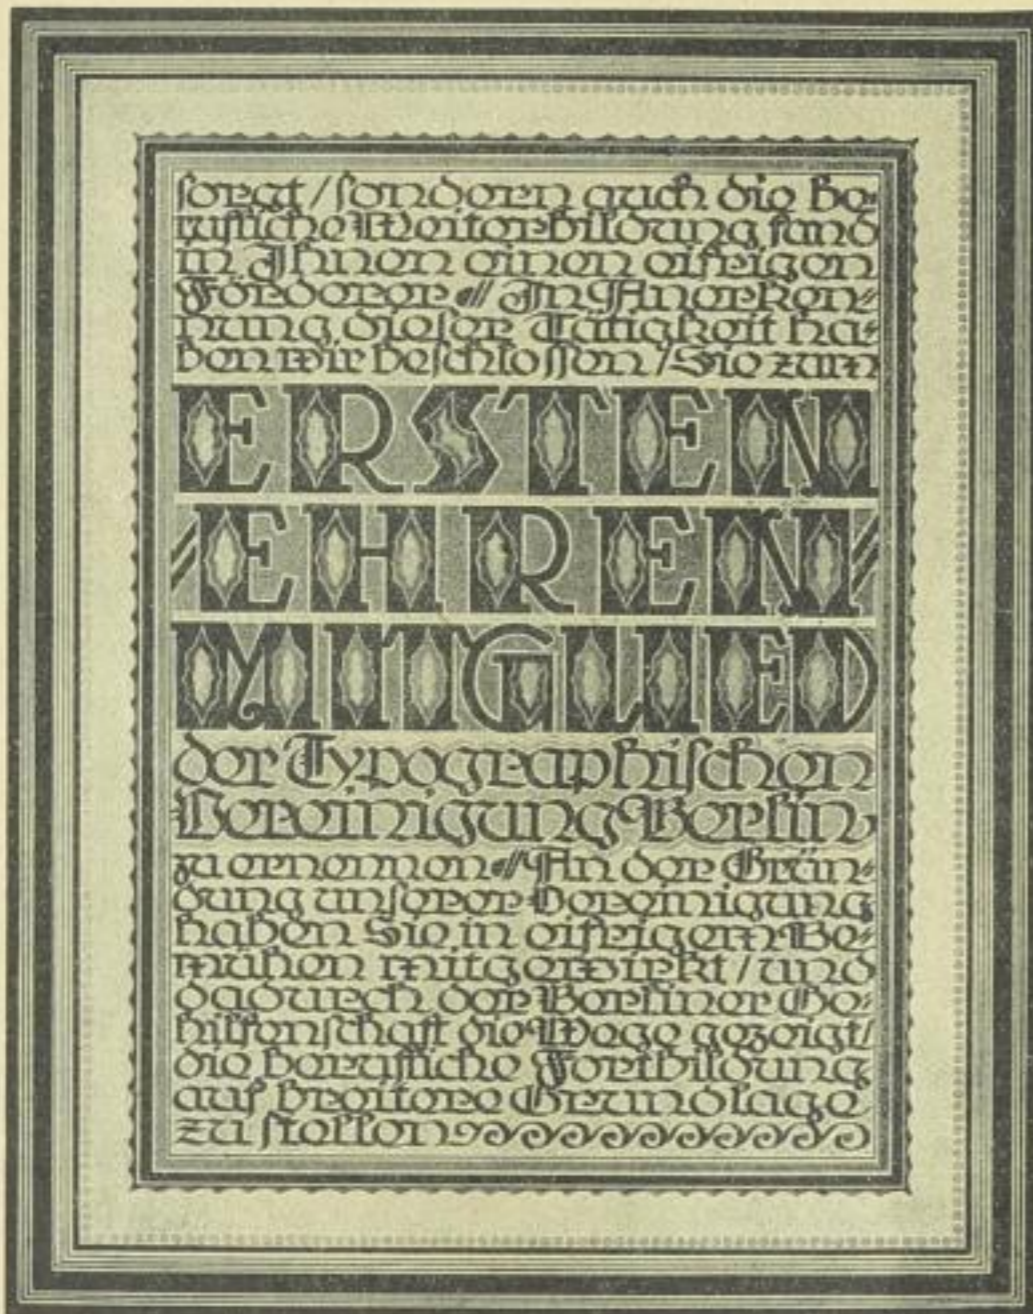 sorgt / sondern auch die be-
rufliche Weiterbildung fand
in Ihnen einen eifrigen
Förderer // In Anerken-
nung dieser Tätigkeit ha-
ben wir beschlossen / Sie zum
ERSTEN
EHREN
MITGLIED
der Typographischen
Vereinigung Berlin
zu ernennen // An der Grün-
dung unserer Vereinigung
haben Sie in eifrigem Be-
mühen mitgewirkt / und
dadurch der Berliner Ge-
hilfenschaft die Wege gezeigt /
die berufliche Fortbildung
auf breitere Grundlage
zu stellen